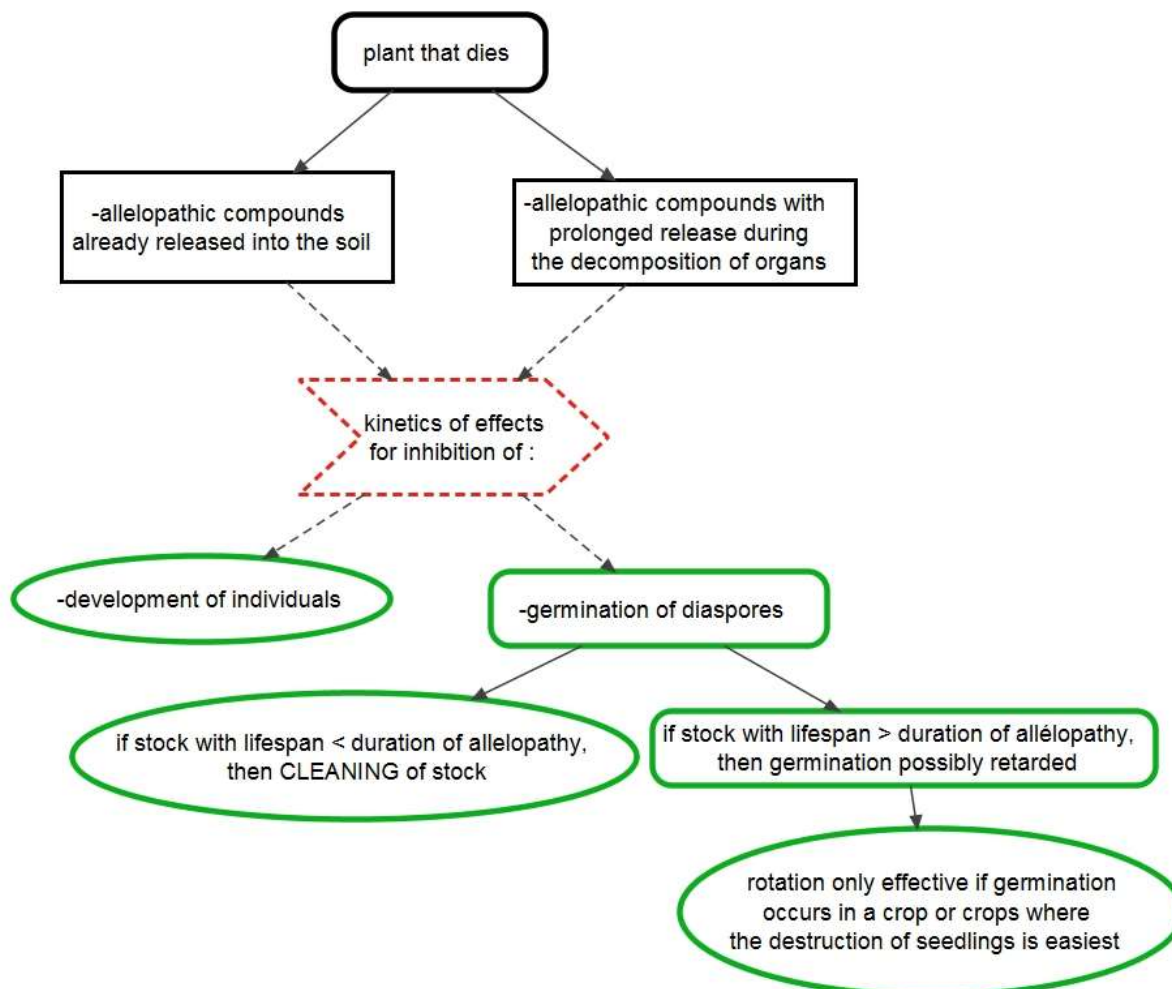 plant that dies
-allelopathic compounds
already released into the soil
-allelopathic compounds with
prolonged release during
the decomposition of organs
kinetics of effects
for inhibition of :
-development of individuals
-germination of diaspores
if stock with lifespan < duration of allelopathy,
then CLEANING of stock
if stock with lifespan > duration of allélopathy,
then germination possibly retarded
rotation only effective if germination
occurs in a crop or crops where
the destruction of seedlings is easiest